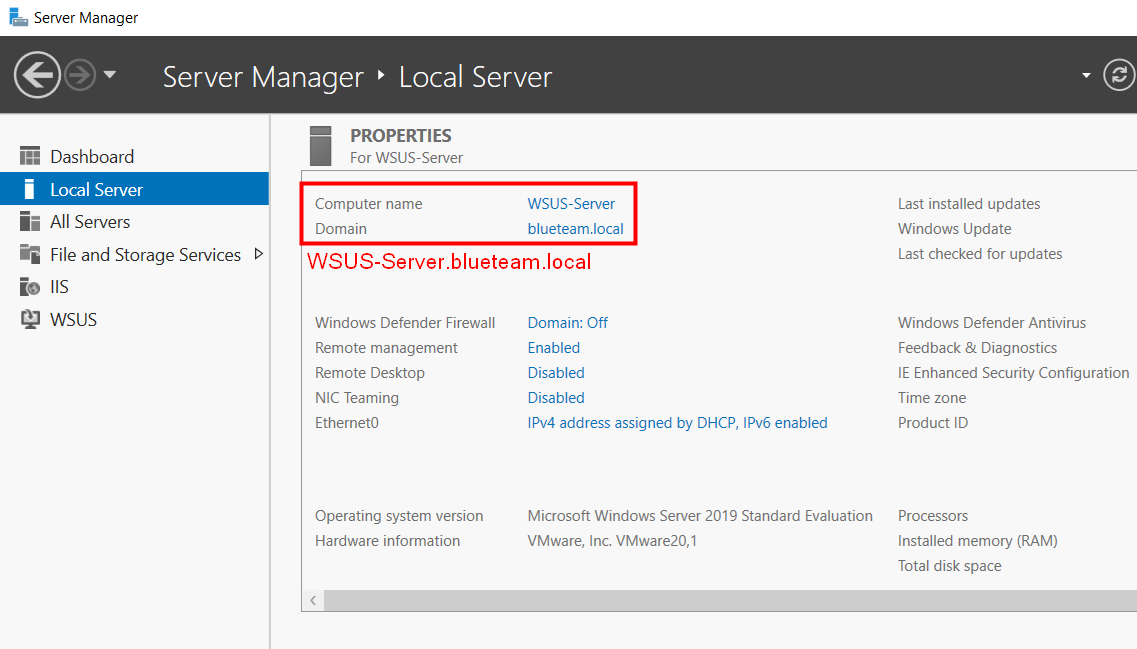 Server Manager
Server Manager ‣ Local Server
Dashboard
Local Server
All Servers
File and Storage Services
IIS
WSUS
PROPERTIES
For WSUS-Server
Computer name WSUS-Server Last installed updates
Domain blueteam.local Windows Update
WSUS-Server.blueteam.local Last checked for updates
Windows Defender Firewall Domain: Off Windows Defender Antivirus
Remote management Enabled Feedback & Diagnostics
Remote Desktop Disabled IE Enhanced Security Configuration
NIC Teaming Disabled Time zone
Ethernet0 IPv4 address assigned by DHCP, IPv6 enabled Product ID
Operating system version Microsoft Windows Server 2019 Standard Evaluation Processors
Hardware information VMware, Inc. VMware20,1 Installed memory (RAM)
Total disk space